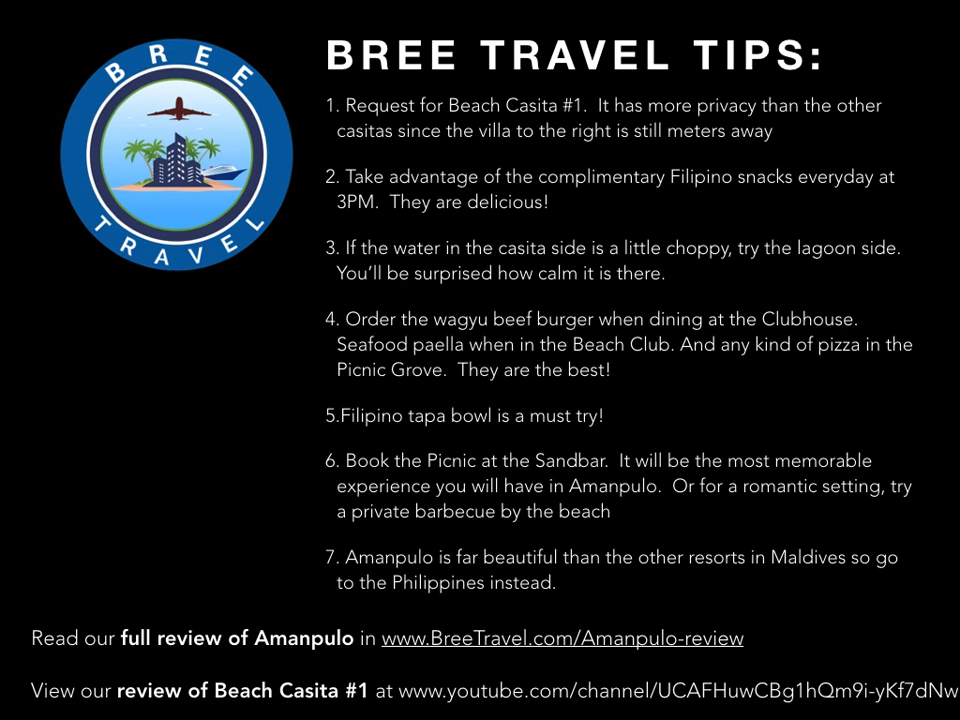 BREE
TRAVEL
BREE TRAVEL TIPS:
1. Request for Beach Casita #1.  It has more privacy than the other
casitas since the villa to the right is still meters away
2. Take advantage of the complimentary Filipino snacks everyday at
3PM.  They are delicious!
3. If the water in the casita side is a little choppy, try the lagoon side.
You’ll be surprised how calm it is there.
4. Order the wagyu beef burger when dining at the Clubhouse.
Seafood paella when in the Beach Club. And any kind of pizza in the
Picnic Grove.  They are the best!
5.Filipino tapa bowl is a must try!
6. Book the Picnic at the Sandbar.  It will be the most memorable
experience you will have in Amanpulo.  Or for a romantic setting, try
a private barbecue by the beach
7. Amanpulo is far beautiful than the other resorts in Maldives so go
to the Philippines instead.
Read our full review of Amanpulo in www.BreeTravel.com/Amanpulo-review
View our review of Beach Casita #1 at www.youtube.com/channel/UCAFHuwCBg1hQm9i-yKf7dNw